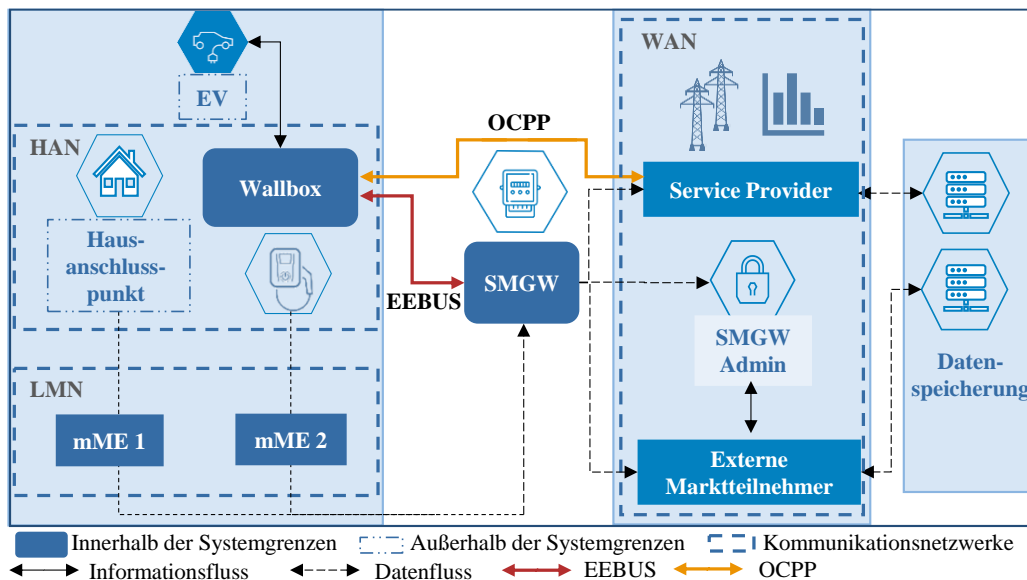 WAN
EV
OCPP
HAN
Wallbox
Service Provider
Haus-
anschluss-
punkt
EEBUS
SMGW
SMGW
Admin
Daten-
speicherung
LMN
mME 1
mME 2
Externe
Marktteilnehmer
Innerhalb der Systemgrenzen
Außerhalb der Systemgrenzen
Kommunikationsnetzwerke
Informationsfluss
Datenfluss
EEBUS
OCPP